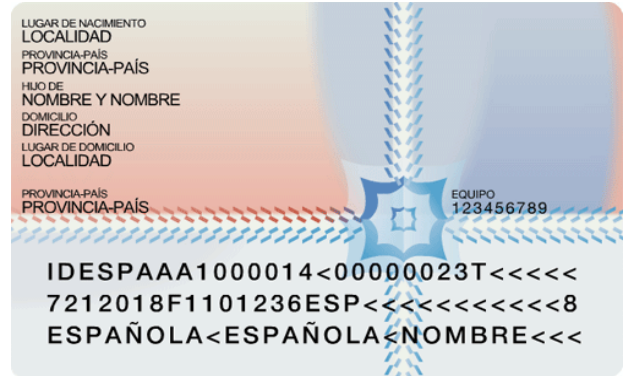 LUGAR DE NACIMIENTO
LOCALIDAD
PROVINCIA-PAÍS
PROVINCIA-PAÍS
HIJO DE
NOMBRE Y NOMBRE
DOMICILIO
DIRECCIÓN
LUGAR DE DOMICILIO
LOCALIDAD
PROVINCIA-PAÍS
PROVINCIA-PAÍS
EQUIPO
123456789
IDESPAAA1000014<00000023T<<<<<
7212018F1101236ESP<<<<<<<<<<<8
ESPAÑOLA<ESPAÑOLA<NOMBRE<<<